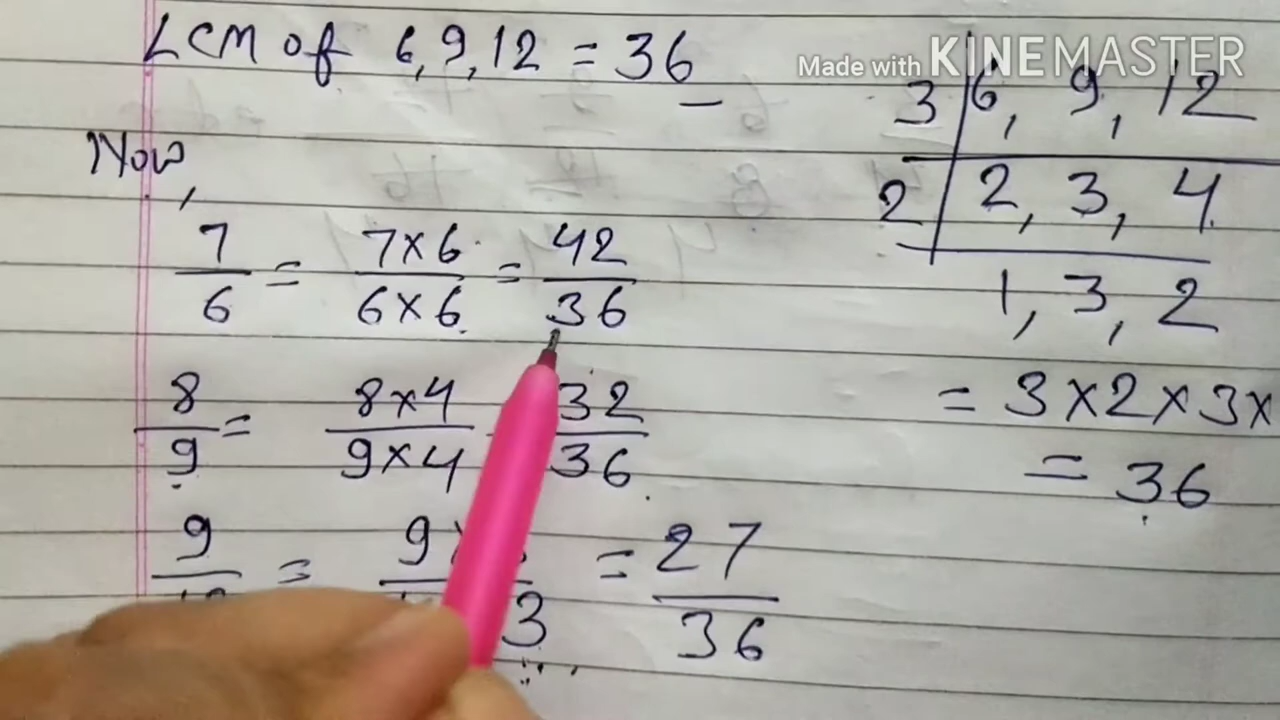 LCM of 6, 9, 12 = 36
Made with KINEMASTER
3 | 6, 9, 12
2 | 2, 3, 4
1, 3, 2
= 3 × 2 × 3 ×
= 36
Now,
7/6 = 7×6/6×6 = 42/36
8/9 = 8×4/9×4 32/36
9/ = 9 / 3 = 27/36